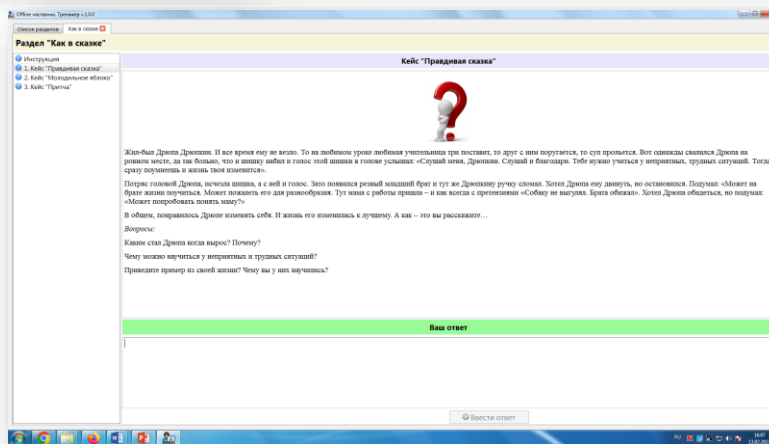 Offline наставник. Тренажер v.1.0.0
Список разделов
Как в сказке
Раздел "Как в сказке"
Инструкция
1. Кейс "Правдивая сказка"
2. Кейс "Молодильное яблоко"
3. Кейс "Притча"
Кейс "Правдивая сказка"
Жил-был Дрюпа Дрюпкин. И все время ему не везло. То на любимом уроке любимая учительница три поставит, то друг с ним поругается, то суп прольется. Вот однажды свалился Дрюпа на
ровном месте, да так больно, что и шишку набил и голос этой шишки в голове услышал: «Слушай меня, Дрюпкин. Слушай и благодари. Тебе нужно учиться у неприятных, трудных ситуаций. Тогда
сразу поумнеешь и жизнь твоя изменится».
Потряс головой Дрюпа, исчезла шишка, а с ней и голос. Зато появился резвый младший брат и тут же Дрюпкину ручку сломал. Хотел Дрюпа ему двинуть, но остановился. Подумал: «Может на
брате жизни поучиться. Может пожалеть его для разнообразия. Тут мама с работы пришла – и как всегда с претензиями «Собаку не выгулял. Брата обижал». Хотел Дрюпа обидеться, но подумал:
«Может попробовать понять маму?»
В общем, понравилось Дрюпе изменять себя. И жизнь его изменилась к лучшему. А как – это вы расскажите…
Вопросы:
Каким стал Дрюпа когда вырос? Почему?
Чему можно научиться у неприятных и трудных ситуаций?
Приведите пример из своей жизни? Чему вы у них научились?
Ваш ответ
Ввести ответ
RU
16:07